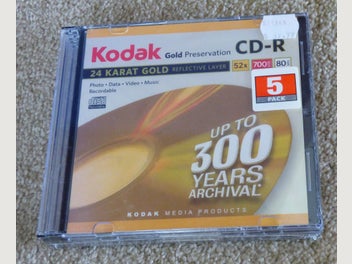 Kodak Gold Preservation CD-R
24 KARAT GOLD REFLECTIVE LAYER 52x 700 80
Photo · Data · Video · Music
Recordable
5
PACK
UP TO
300
YEARS
ARCHIVAL*
KODAK MEDIA PRODUCTS